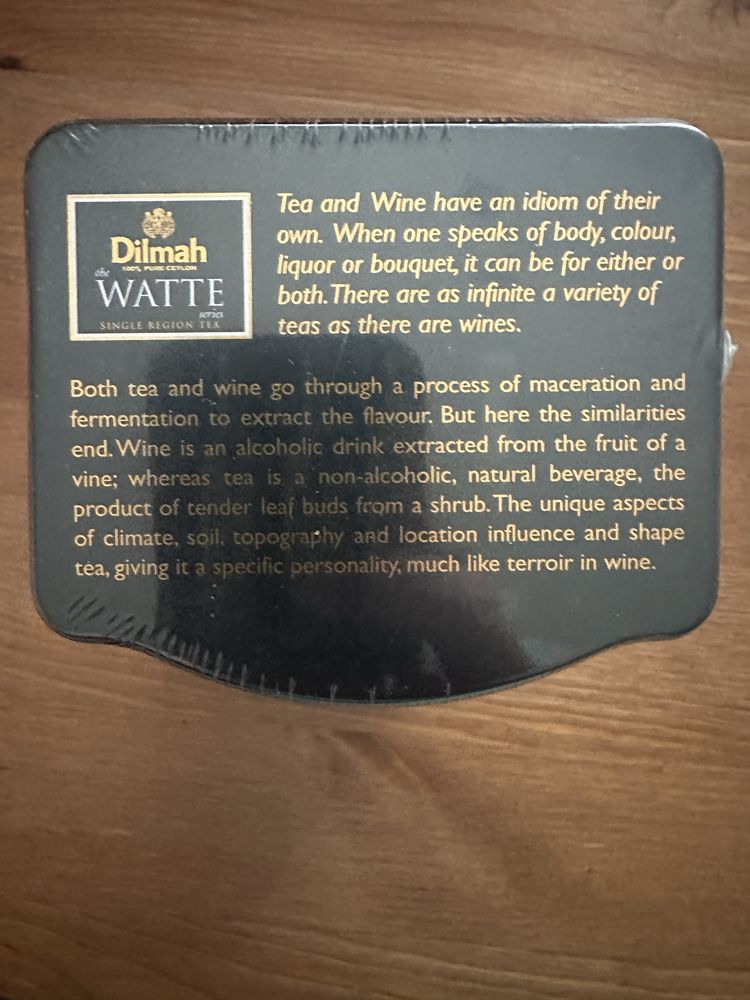 Dilmah
100% PURE CEYLON
the
WATTE
series
SINGLE REGION TEA
Tea and Wine have an idiom of their
own. When one speaks of body, colour,
liquor or bouquet, it can be for either or
both. There are as infinite a variety of
teas as there are wines.
Both tea and wine go through a process of maceration and
fermentation to extract the flavour. But here the similarities
end. Wine is an alcoholic drink extracted from the fruit of a
vine; whereas tea is a non-alcoholic, natural beverage, the
product of tender leaf buds from a shrub. The unique aspects
of climate, soil, topography and location influence and shape
tea, giving it a specific personality, much like terroir in wine.